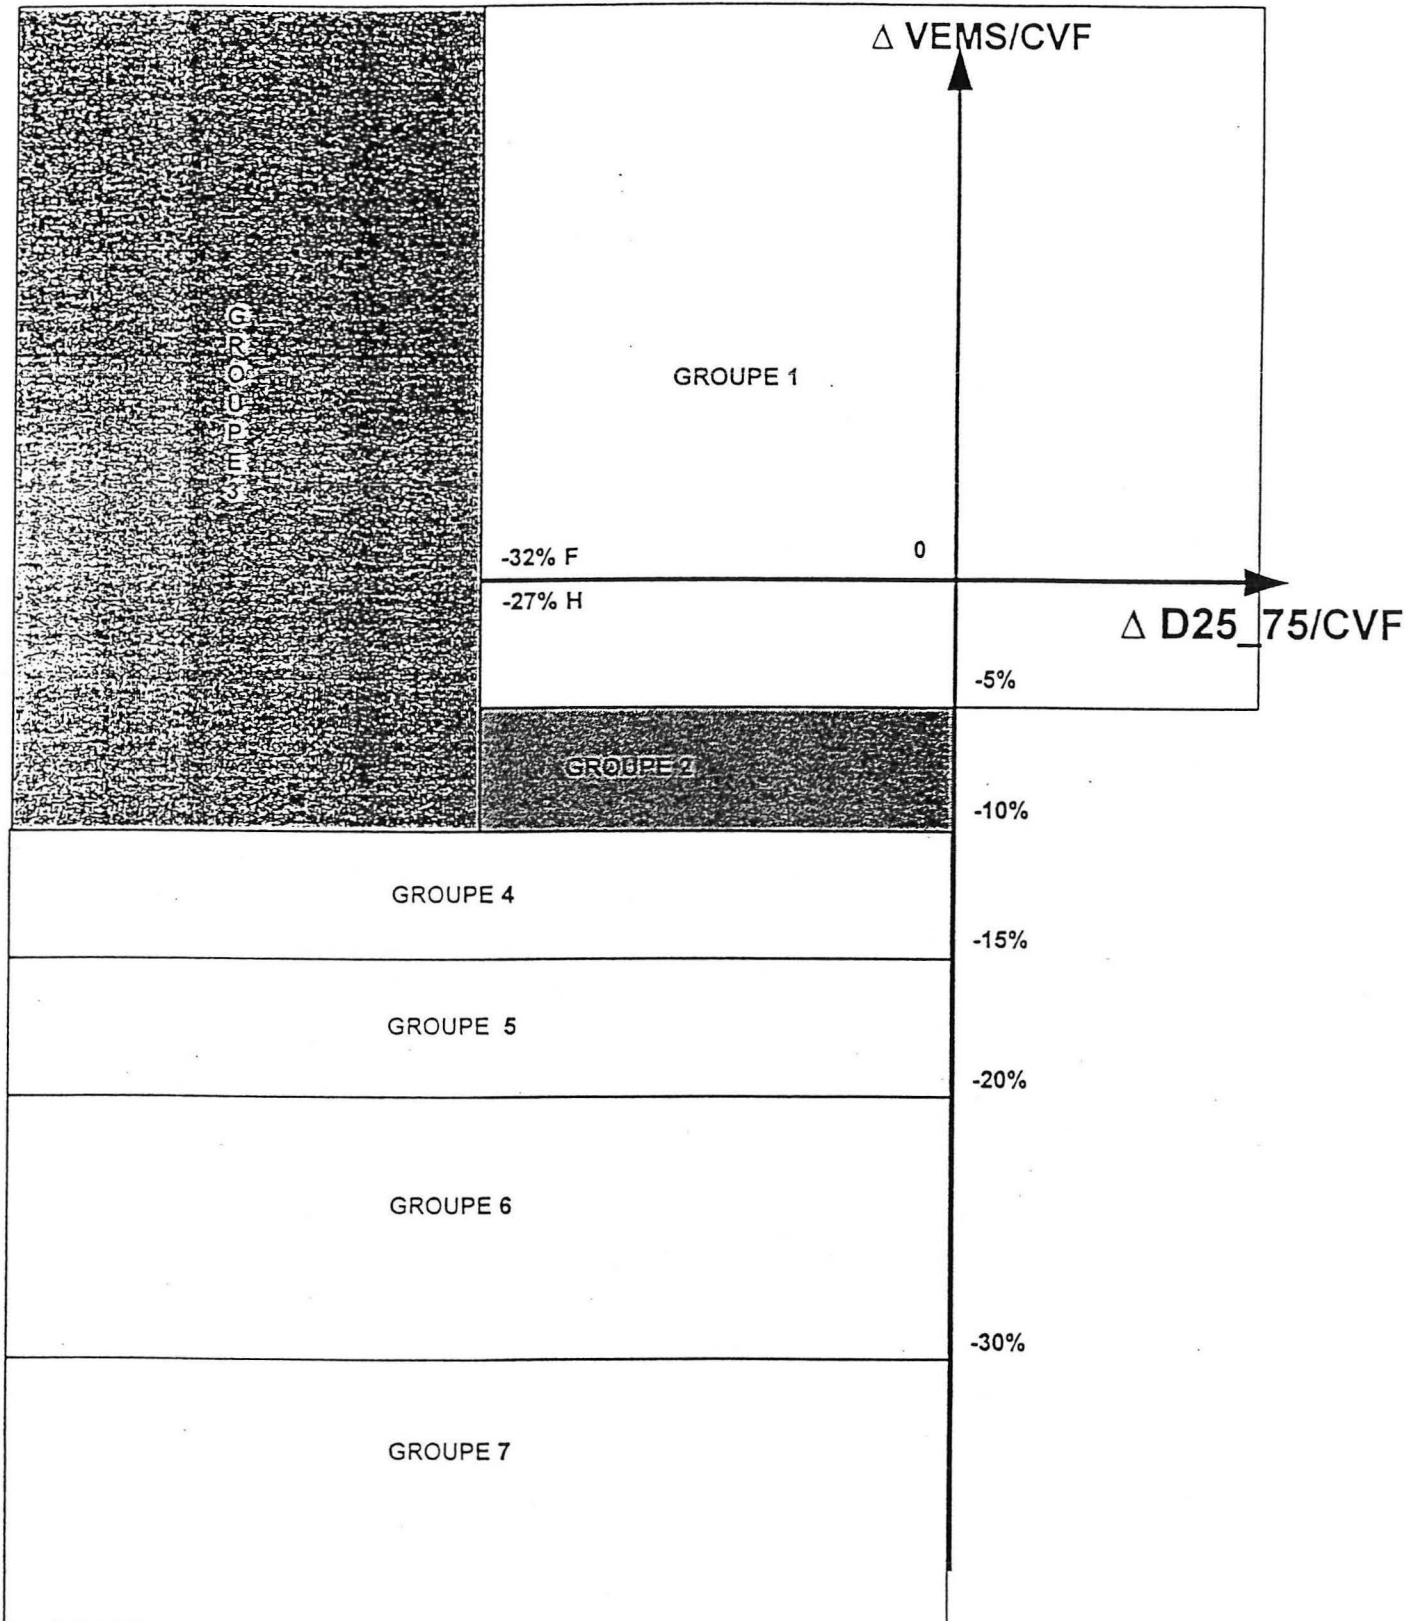 Δ VEMS/CVF
GROUPE 3
GROUPE 1
-32% F
0
-27% H
Δ D25_75/CVF
-5%
GROUPE 2
-10%
GROUPE 4
-15%
GROUPE 5
-20%
GROUPE 6
-30%
GROUPE 7